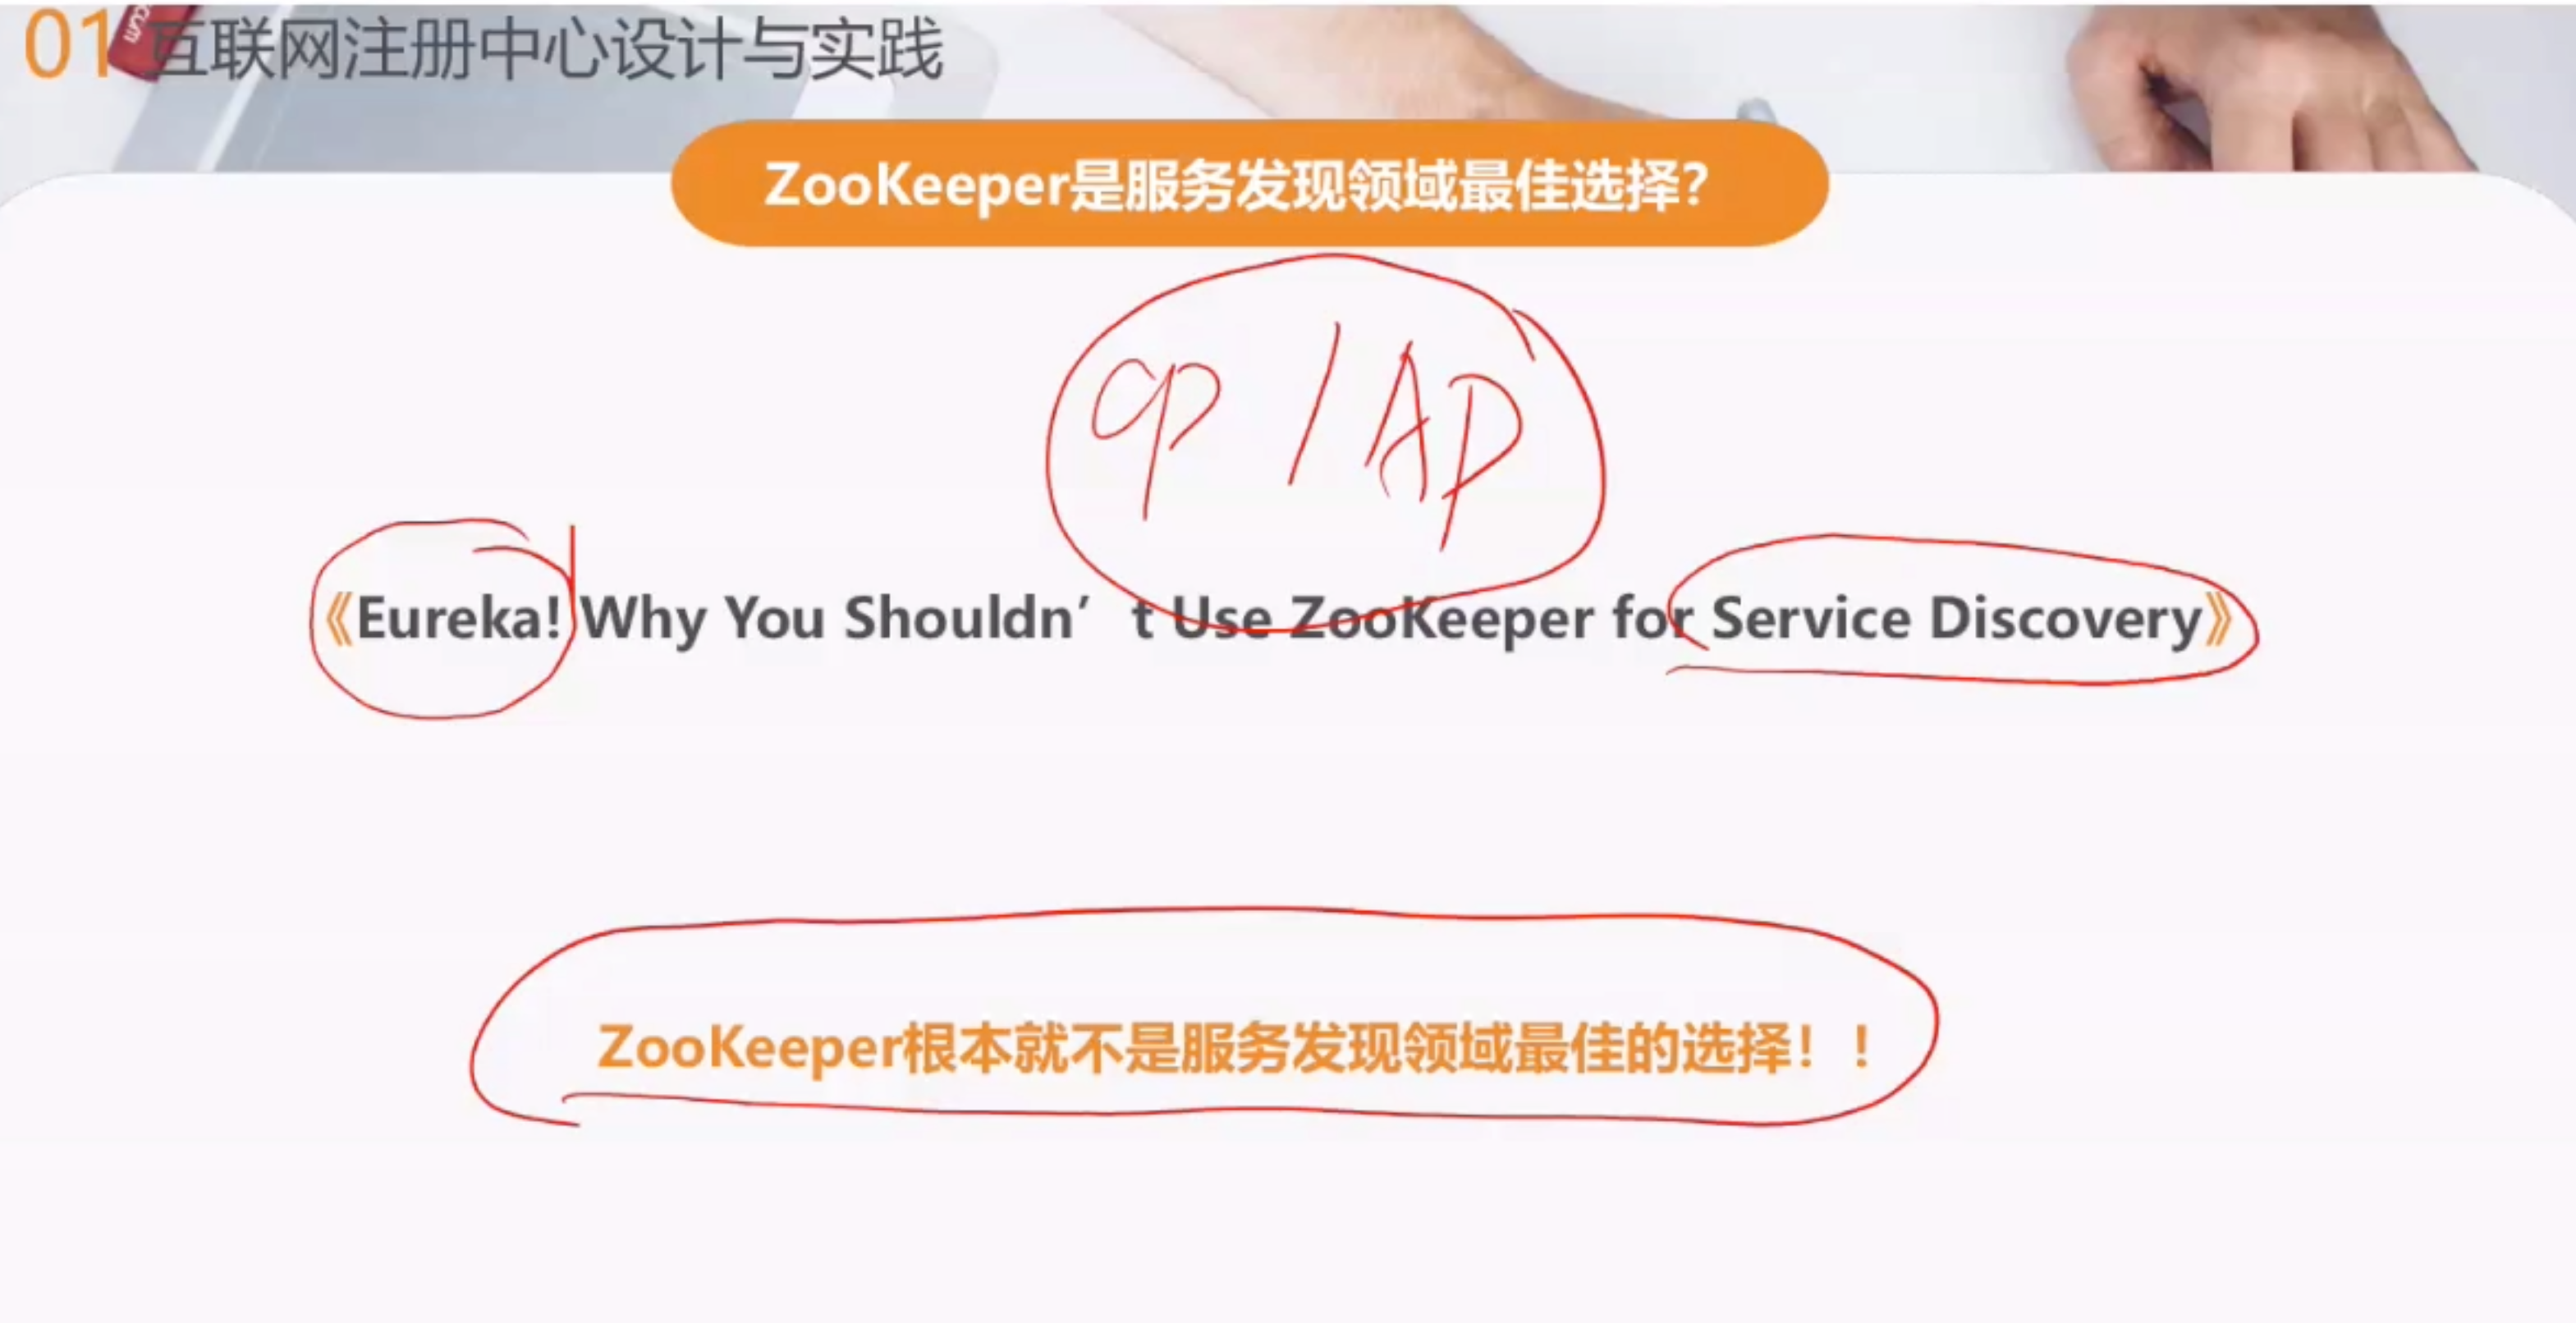 01 互联网注册中心设计与实践
ZooKeeper是服务发现领域最佳选择?
CP / AP
《Eureka! Why You Shouldn’t Use ZooKeeper for Service Discovery》
ZooKeeper根本就不是服务发现领域最佳的选择！！